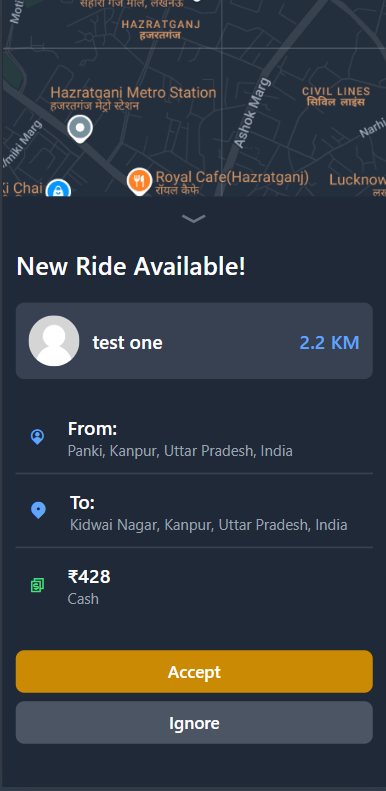 सहारा गंज माल, लखनऊ
Moti
HAZRATGANJ
हजरतगंज
Hazratganj Metro Station
हजरतगंज मेट्रो स्टेशन
CIVIL LINES
सिविल लाइंस
Ashok Marg
Narhi
lmiki Marg
Royal Cafe(Hazratganj)
रॉयल कैफे
Lucknow
Ki Chai
New Ride Available!
test one
2.2 KM
From:
Panki, Kanpur, Uttar Pradesh, India
To:
Kidwai Nagar, Kanpur, Uttar Pradesh, India
₹428
Cash
Accept
Ignore